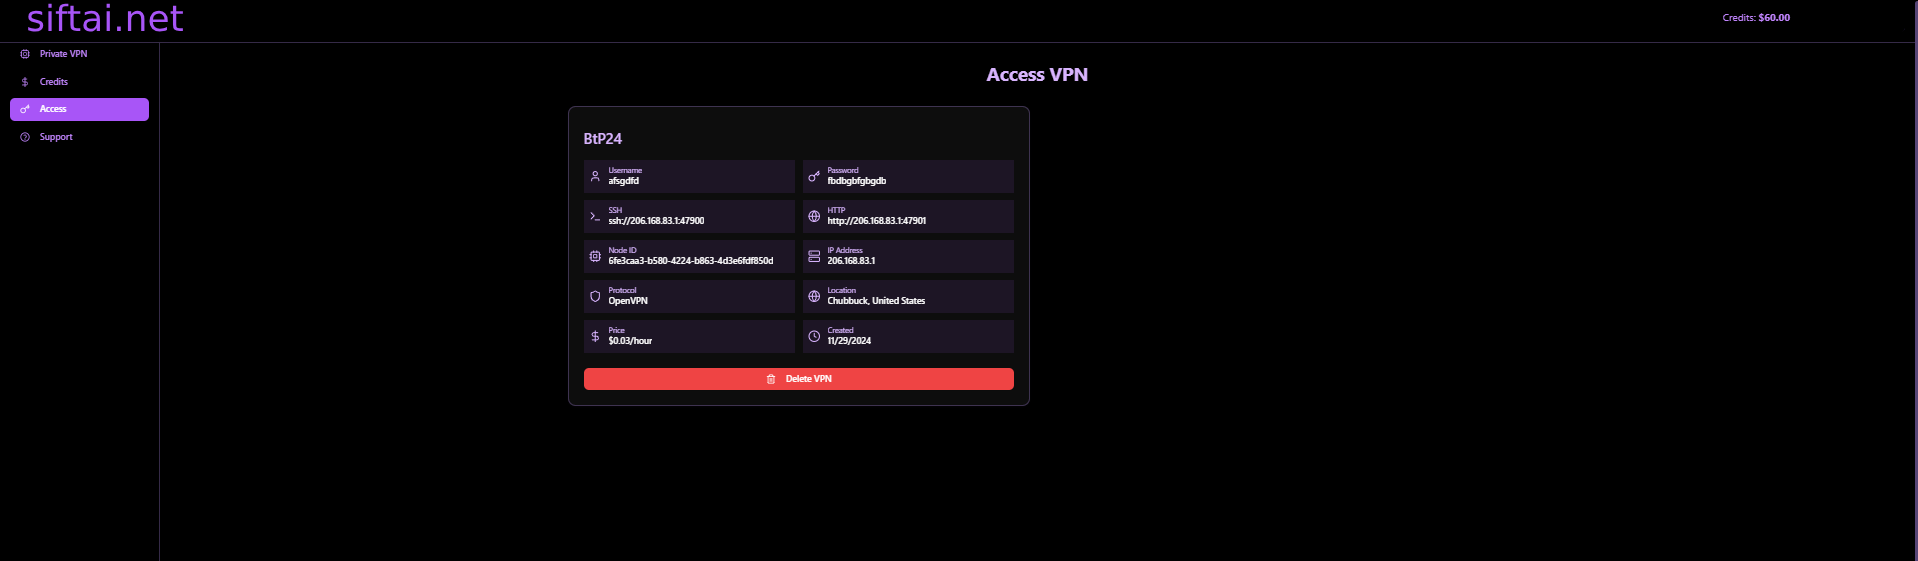 siftai.net
Credits: $60.00
Private VPN
Credits
Access
Support
Access VPN
BtP24
Username
afsgdfd
Password
fbdbgbfgbgdb
SSH
ssh://206.168.83.1:47900
HTTP
http://206.168.83.1:47901
Node ID
6fe3caa3-b580-4224-b863-4d3e6fdf850d
IP Address
206.168.83.1
Protocol
OpenVPN
Location
Chubbuck, United States
Price
$0.03/hour
Created
11/29/2024
Delete VPN